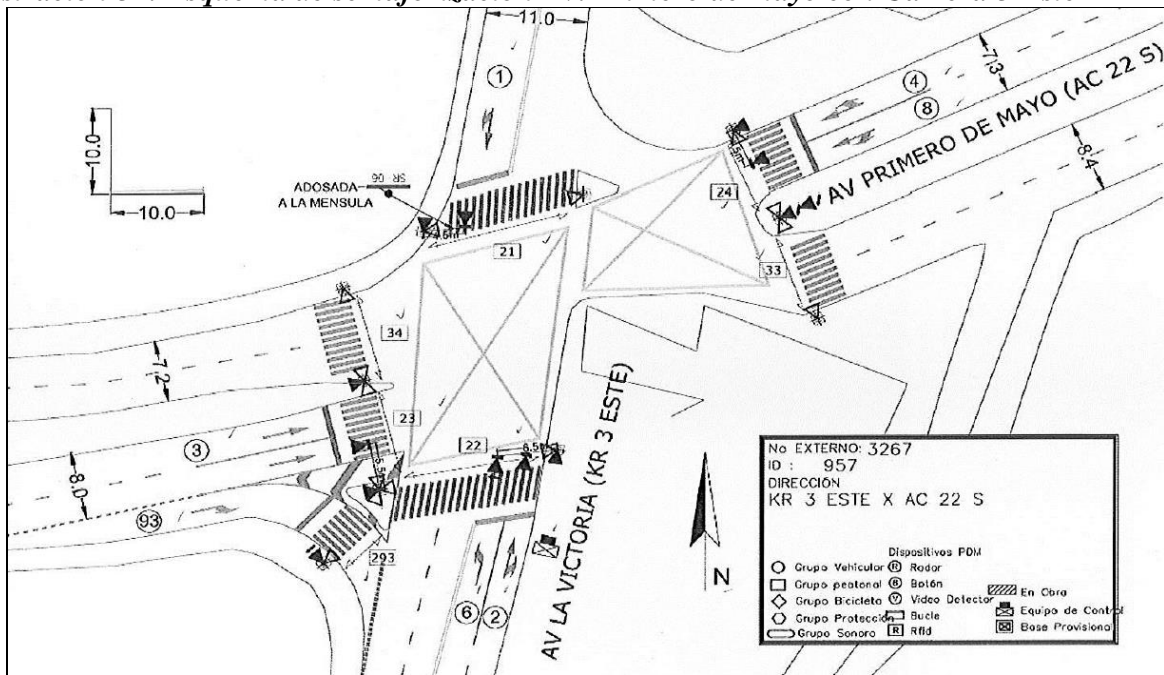 11.0
1
10.0
10.0
SR 06
ADOSADA
A LA MENSULA
4
8
7.3
8.4
AV PRIMERO DE MAYO (AC 22 S)
24
33
21
34
7.2
23
3
8.0
93
22
293
6
2
AV LA VICTORIA (KR 3 ESTE)
N
No EXTERNO: 3267
ID : 957
DIRECCIÓN
KR 3 ESTE X AC 22 S
Dispositivos PDM
Grupo Vehicular R Radar
Grupo peatonal B Botón
Grupo Bicicleta V Video Detector
Grupo Protección Bucle
Grupo Sonoro R Rfid
En Obra
Equipo de Control
Base Provisional